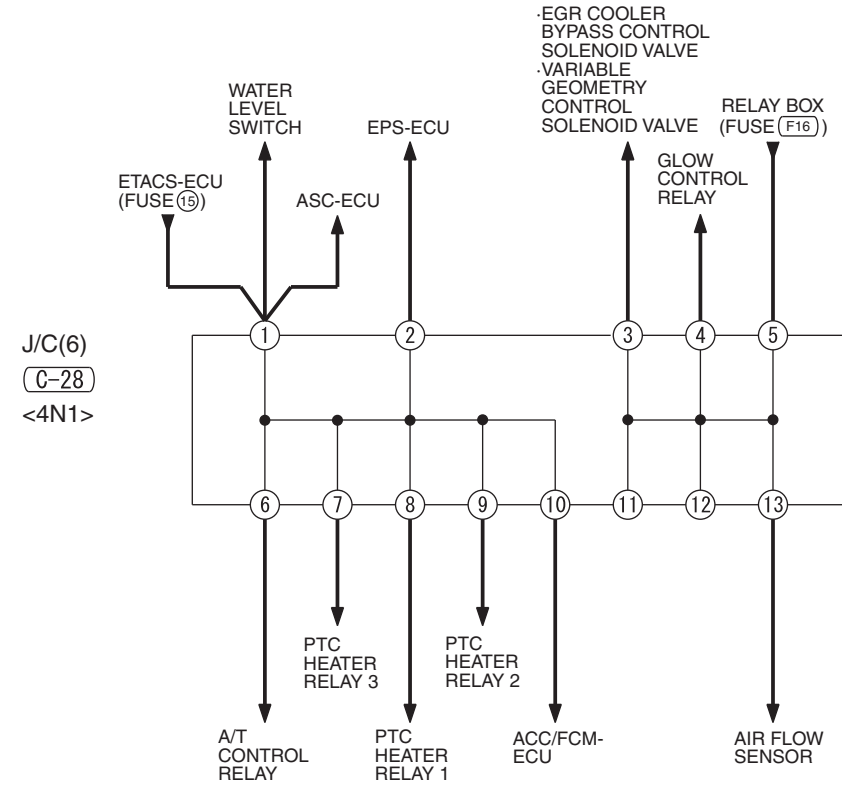 ·EGR COOLER
BYPASS CONTROL
SOLENOID VALVE
·VARIABLE
GEOMETRY
CONTROL
SOLENOID VALVE
WATER
LEVEL
SWITCH
EPS-ECU
RELAY BOX
(FUSE F16)
GLOW
CONTROL
RELAY
ETACS-ECU
(FUSE 15)
ASC-ECU
J/C(6)
C-28
<4N1>
1 2 3 4 5
6 7 8 9 10 11 12 13
PTC
HEATER
RELAY 3
PTC
HEATER
RELAY 2
A/T
CONTROL
RELAY
PTC
HEATER
RELAY 1
ACC/FCM-
ECU
AIR FLOW
SENSOR